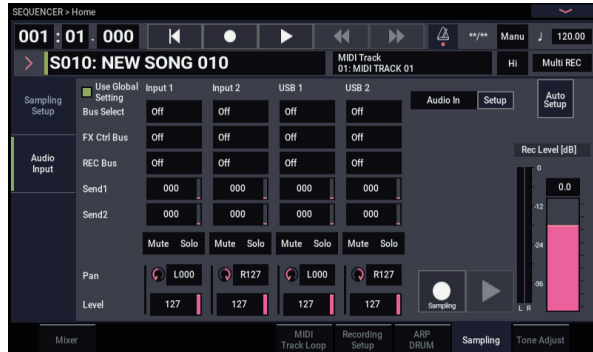 SEQUENCER > Home
001 : 01 . 000 **/** Manu ♩ 120.00
S010: NEW SONG 010 MIDI Track 01: MIDI TRACK 01 Hi Multi REC
Sampling Setup
Audio Input
Use Global Setting Input 1 Input 2 USB 1 USB 2
Audio In Setup Auto Setup
Bus Select Off Off Off Off
FX Ctrl Bus Off Off Off Off
REC Bus Off Off Off Off
Send1 000 000 000 000
Send2 000 000 000 000
Mute Solo Mute Solo Mute Solo Mute Solo
Pan L000 R127 L000 R127
Level 127 127 127 127
Sampling
Rec Level [dB]
0
0.0
-12
-24
-36
L R
Mixer MIDI Track Loop Recording Setup ARP DRUM Sampling Tone Adjust